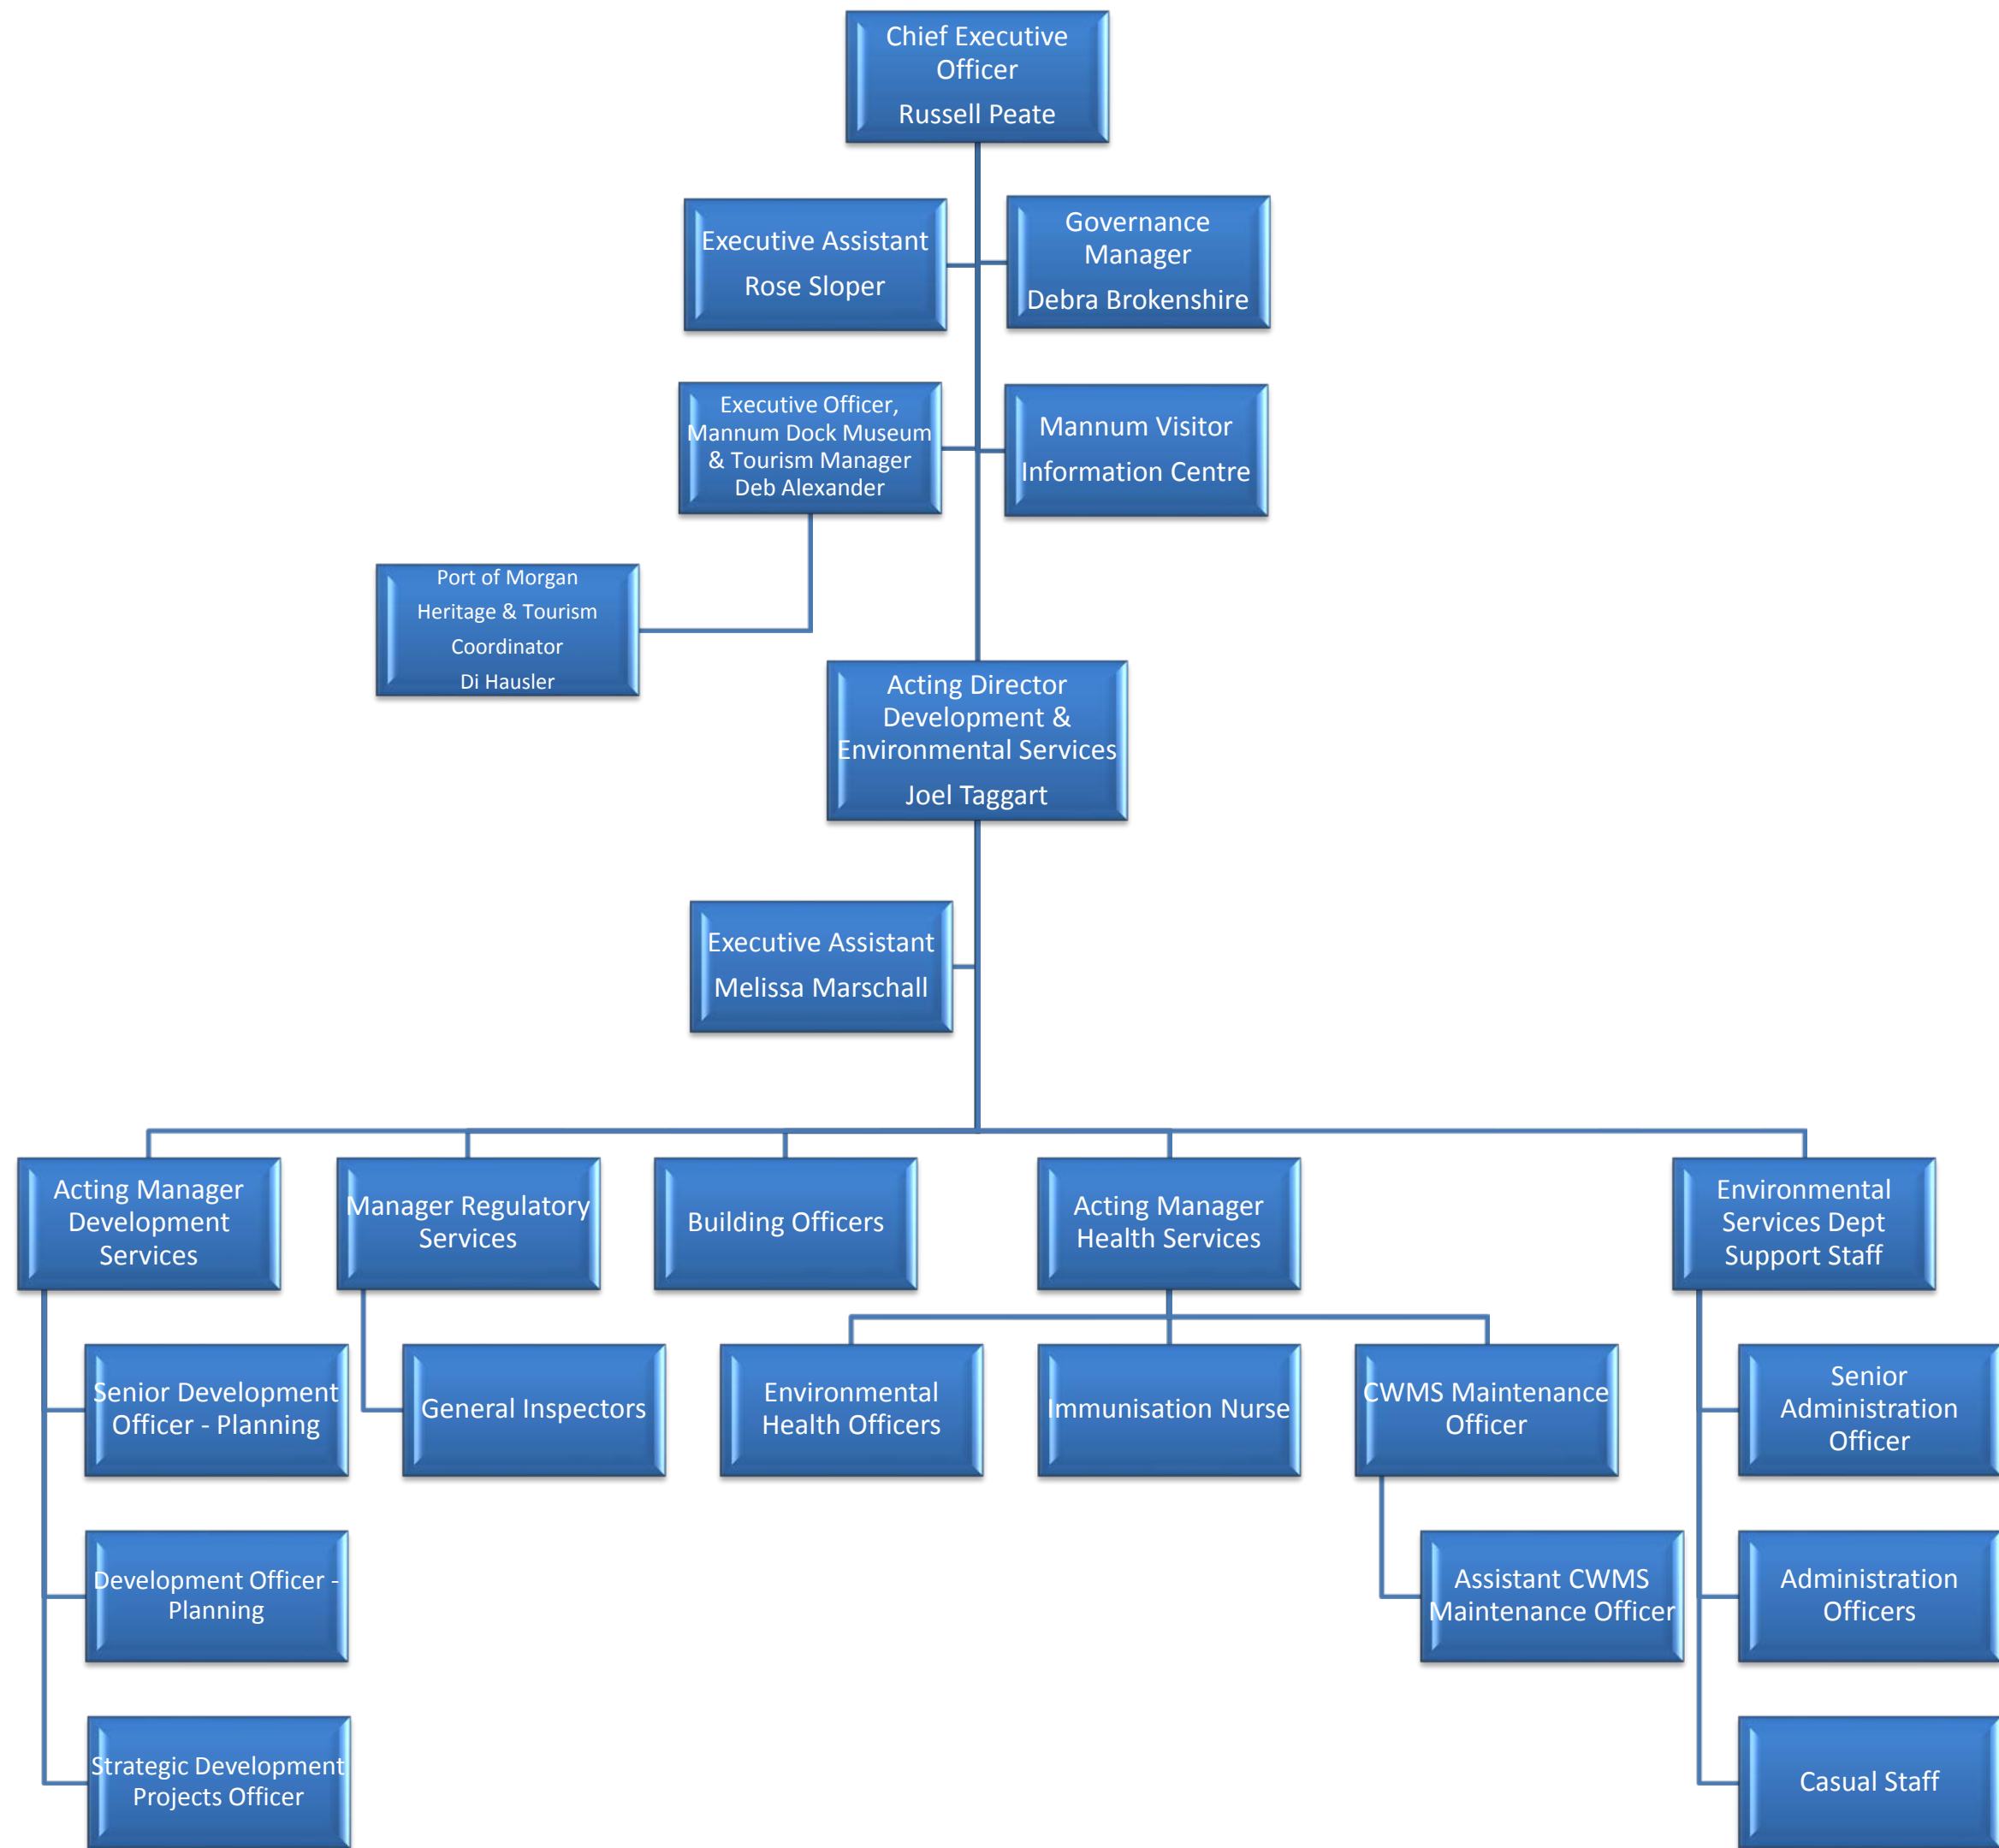 Chief Executive
Officer
Russell Peate
Executive Assistant
Rose Sloper
Governance
Manager
Debra Brokenshire
Executive Officer,
Mannum Dock Museum
& Tourism Manager
Deb Alexander
Mannum Visitor
Information Centre
Port of Morgan
Heritage & Tourism
Coordinator
Di Hausler
Acting Director
Development &
Environmental Services
Joel Taggart
Executive Assistant
Melissa Marschall
Acting Manager
Development
Services
Manager Regulatory
Services
Building Officers
Acting Manager
Health Services
Environmental
Services Dept
Support Staff
Senior Development
Officer - Planning
General Inspectors
Environmental
Health Officers
Immunisation Nurse
CWMS Maintenance
Officer
Senior
Administration
Officer
Development Officer -
Planning
Assistant CWMS
Maintenance Officer
Administration
Officers
Strategic Development
Projects Officer
Casual Staff